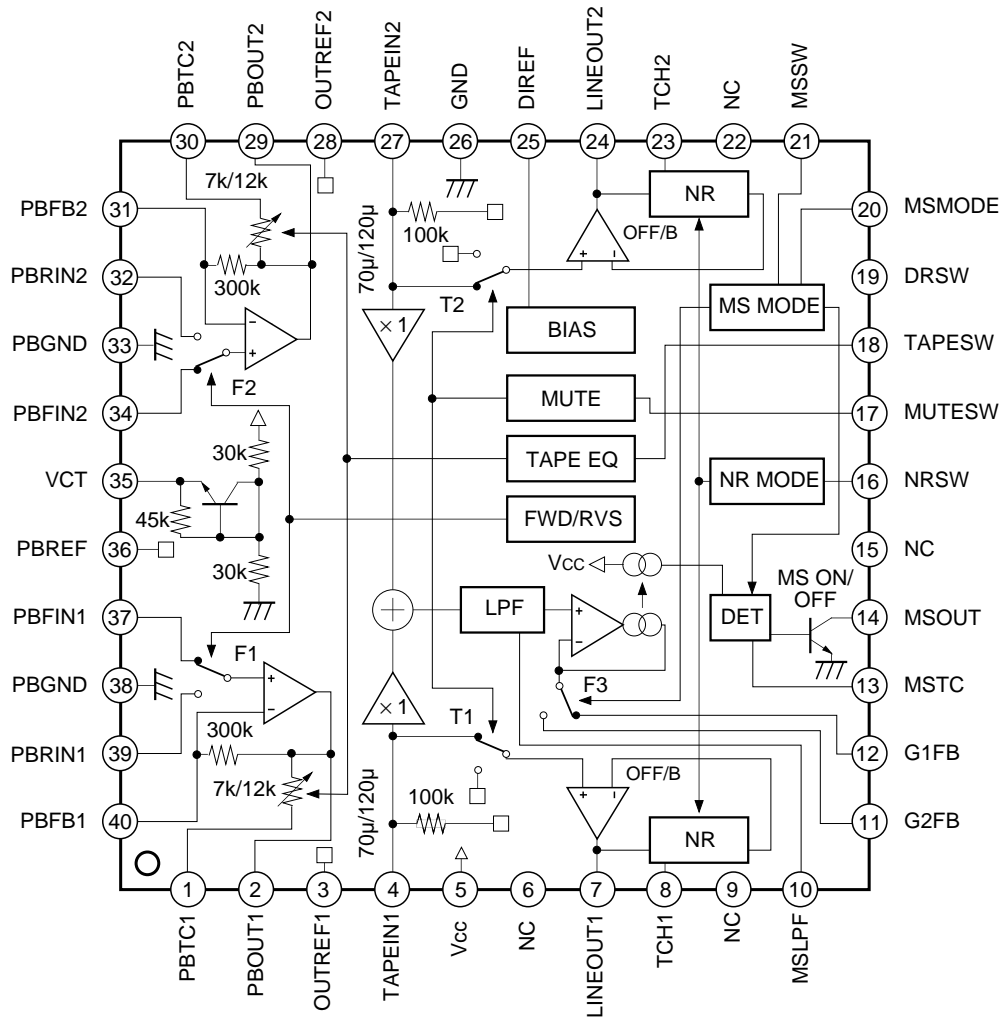 PBTC2
PBOUT2
OUTREF2
TAPEIN2
GND
DIREF
LINEOUT2
TCH2
NC
MSSW
30
29
28
27
26
25
24
23
22
21
PBFB2
31
PBRIN2
32
PBGND
33
PBFIN2
34
VCT
35
PBREF
36
PBFIN1
37
PBGND
38
PBRIN1
39
PBFB1
40
7k/12k
300k
−
+
F2
30k
45k
30k
F1
+
−
300k
7k/12k
70μ/120μ
100k
× 1
T2
+
−
OFF/B
NR
BIAS
MUTE
TAPE EQ
FWD/RVS
MS MODE
NR MODE
Vcc
LPF
+
−
DET
MS ON/
OFF
F3
+
× 1
T1
70μ/120μ
100k
+
−
OFF/B
NR
20
MSMODE
19
DRSW
18
TAPESW
17
MUTESW
16
NRSW
15
NC
14
MSOUT
13
MSTC
12
G1FB
11
G2FB
1
2
3
4
5
6
7
8
9
10
PBTC1
PBOUT1
OUTREF1
TAPEIN1
Vcc
NC
LINEOUT1
TCH1
NC
MSLPF